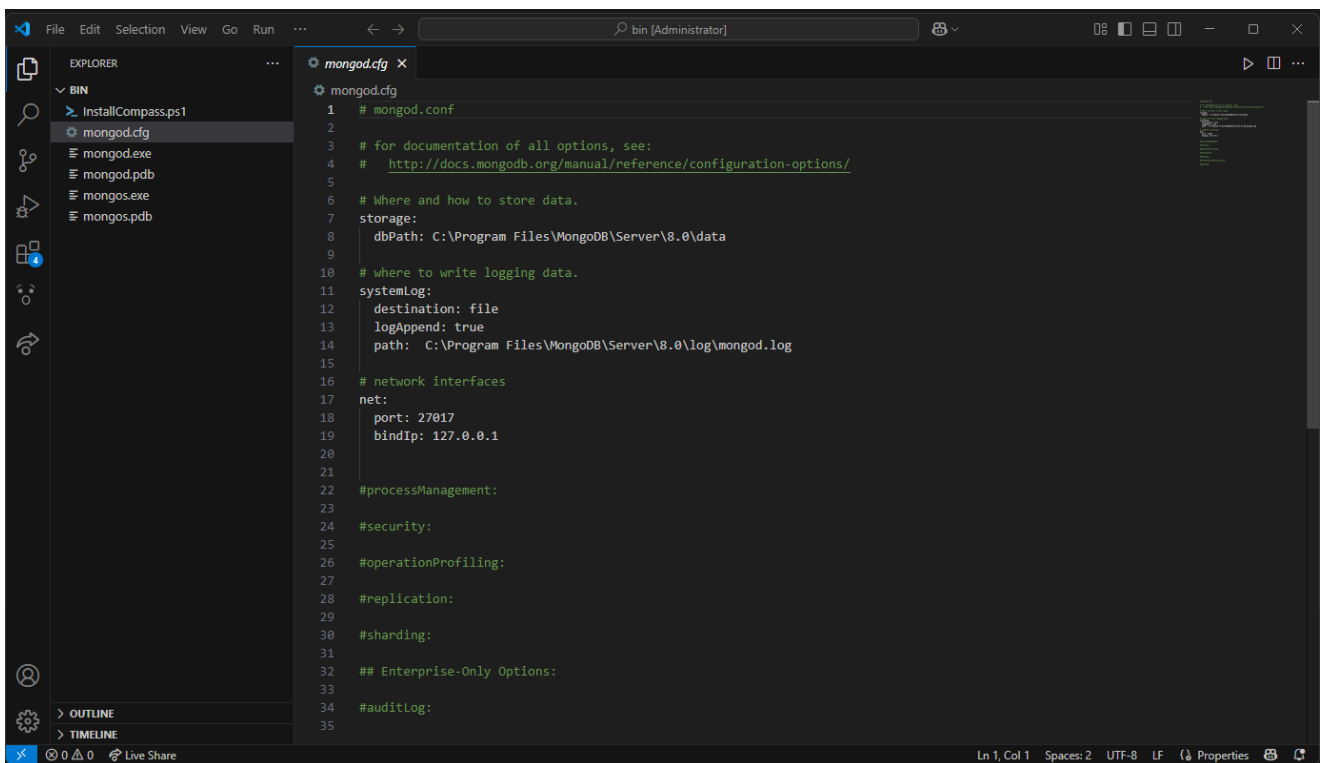 File Edit Selection View Go Run ··· bin [Administrator]
EXPLORER ···
BIN
InstallCompass.ps1
mongod.cfg
mongod.exe
mongod.pdb
mongos.exe
mongos.pdb
4
OUTLINE
TIMELINE
mongod.cfg
mongod.cfg
1 # mongod.conf
2
3 # for documentation of all options, see:
4 #   http://docs.mongodb.org/manual/reference/configuration-options/
5
6 # Where and how to store data.
7 storage:
8   dbPath: C:\Program Files\MongoDB\Server\8.0\data
9
10 # where to write logging data.
11 systemLog:
12   destination: file
13   logAppend: true
14   path:  C:\Program Files\MongoDB\Server\8.0\log\mongod.log
15
16 # network interfaces
17 net:
18   port: 27017
19   bindIp: 127.0.0.1
20
21
22 #processManagement:
23
24 #security:
25
26 #operationProfiling:
27
28 #replication:
29
30 #sharding:
31
32 ## Enterprise-Only Options:
33
34 #auditLog:
35
0 0 Live Share Ln 1, Col 1 Spaces: 2 UTF-8 LF Properties